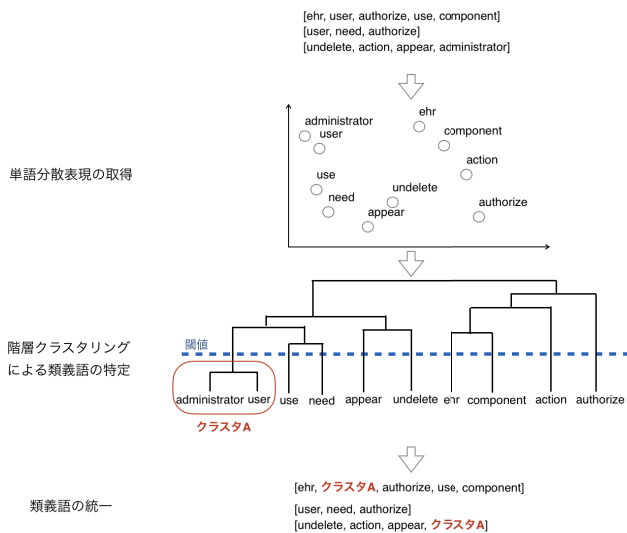 [ehr, user, authorize, use, component]
[user, need, authorize]
[undelete, action, appear, administrator]
単語分散表現の取得
administrator
user
ehr
component
action
use
need
undelete
appear
authorize
階層クラスタリング
による類義語の特定
閾値
administrator user use need appear undelete ehr component action authorize
クラスタA
類義語の統一
[ehr, クラスタA, authorize, use, component]
[user, need, authorize]
[undelete, action, appear, クラスタA]